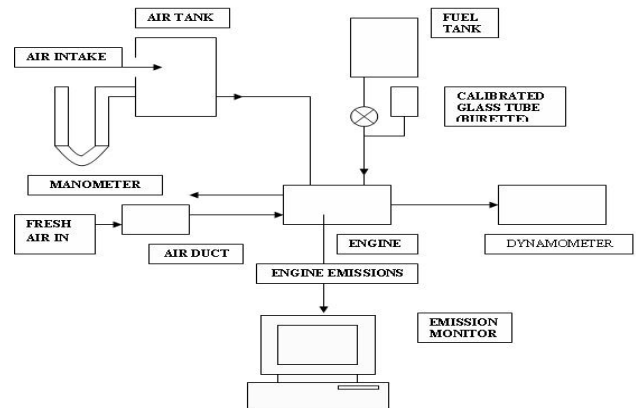 AIR TANK
FUEL
TANK
AIR INTAKE
CALIBRATED
GLASS TUBE
(BURETTE)
MANOMETER
FRESH
AIR IN
AIR DUCT
ENGINE
DYNAMOMETER
ENGINE EMISSIONS
EMISSION
MONITOR